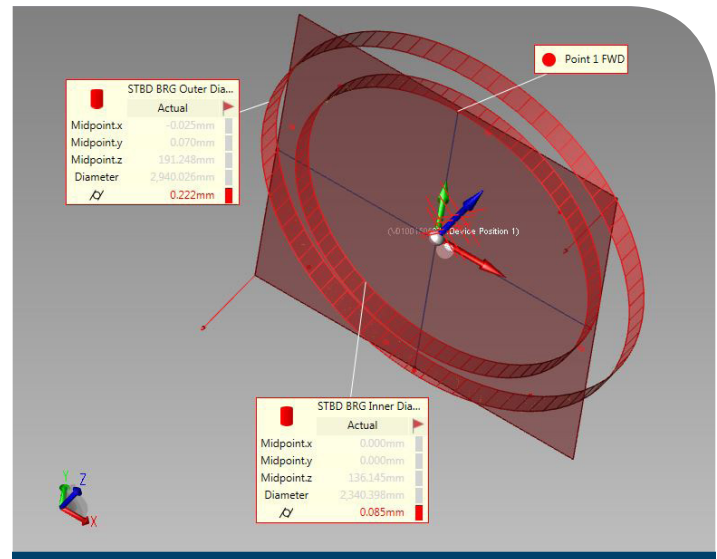 Point 1 FWD
STBD BRG Outer Dia...
Actual
Midpoint.x -0.025mm
Midpoint.y 0.070mm
Midpoint.z 191.248mm
Diameter 2,940.026mm
0.222mm
Device Position 1)
STBD BRG Inner Dia...
Actual
Midpoint.x 0.000mm
Midpoint.y 0.000mm
Midpoint.z 136.145mm
Diameter 2,340.398mm
0.085mm
Y Z
X